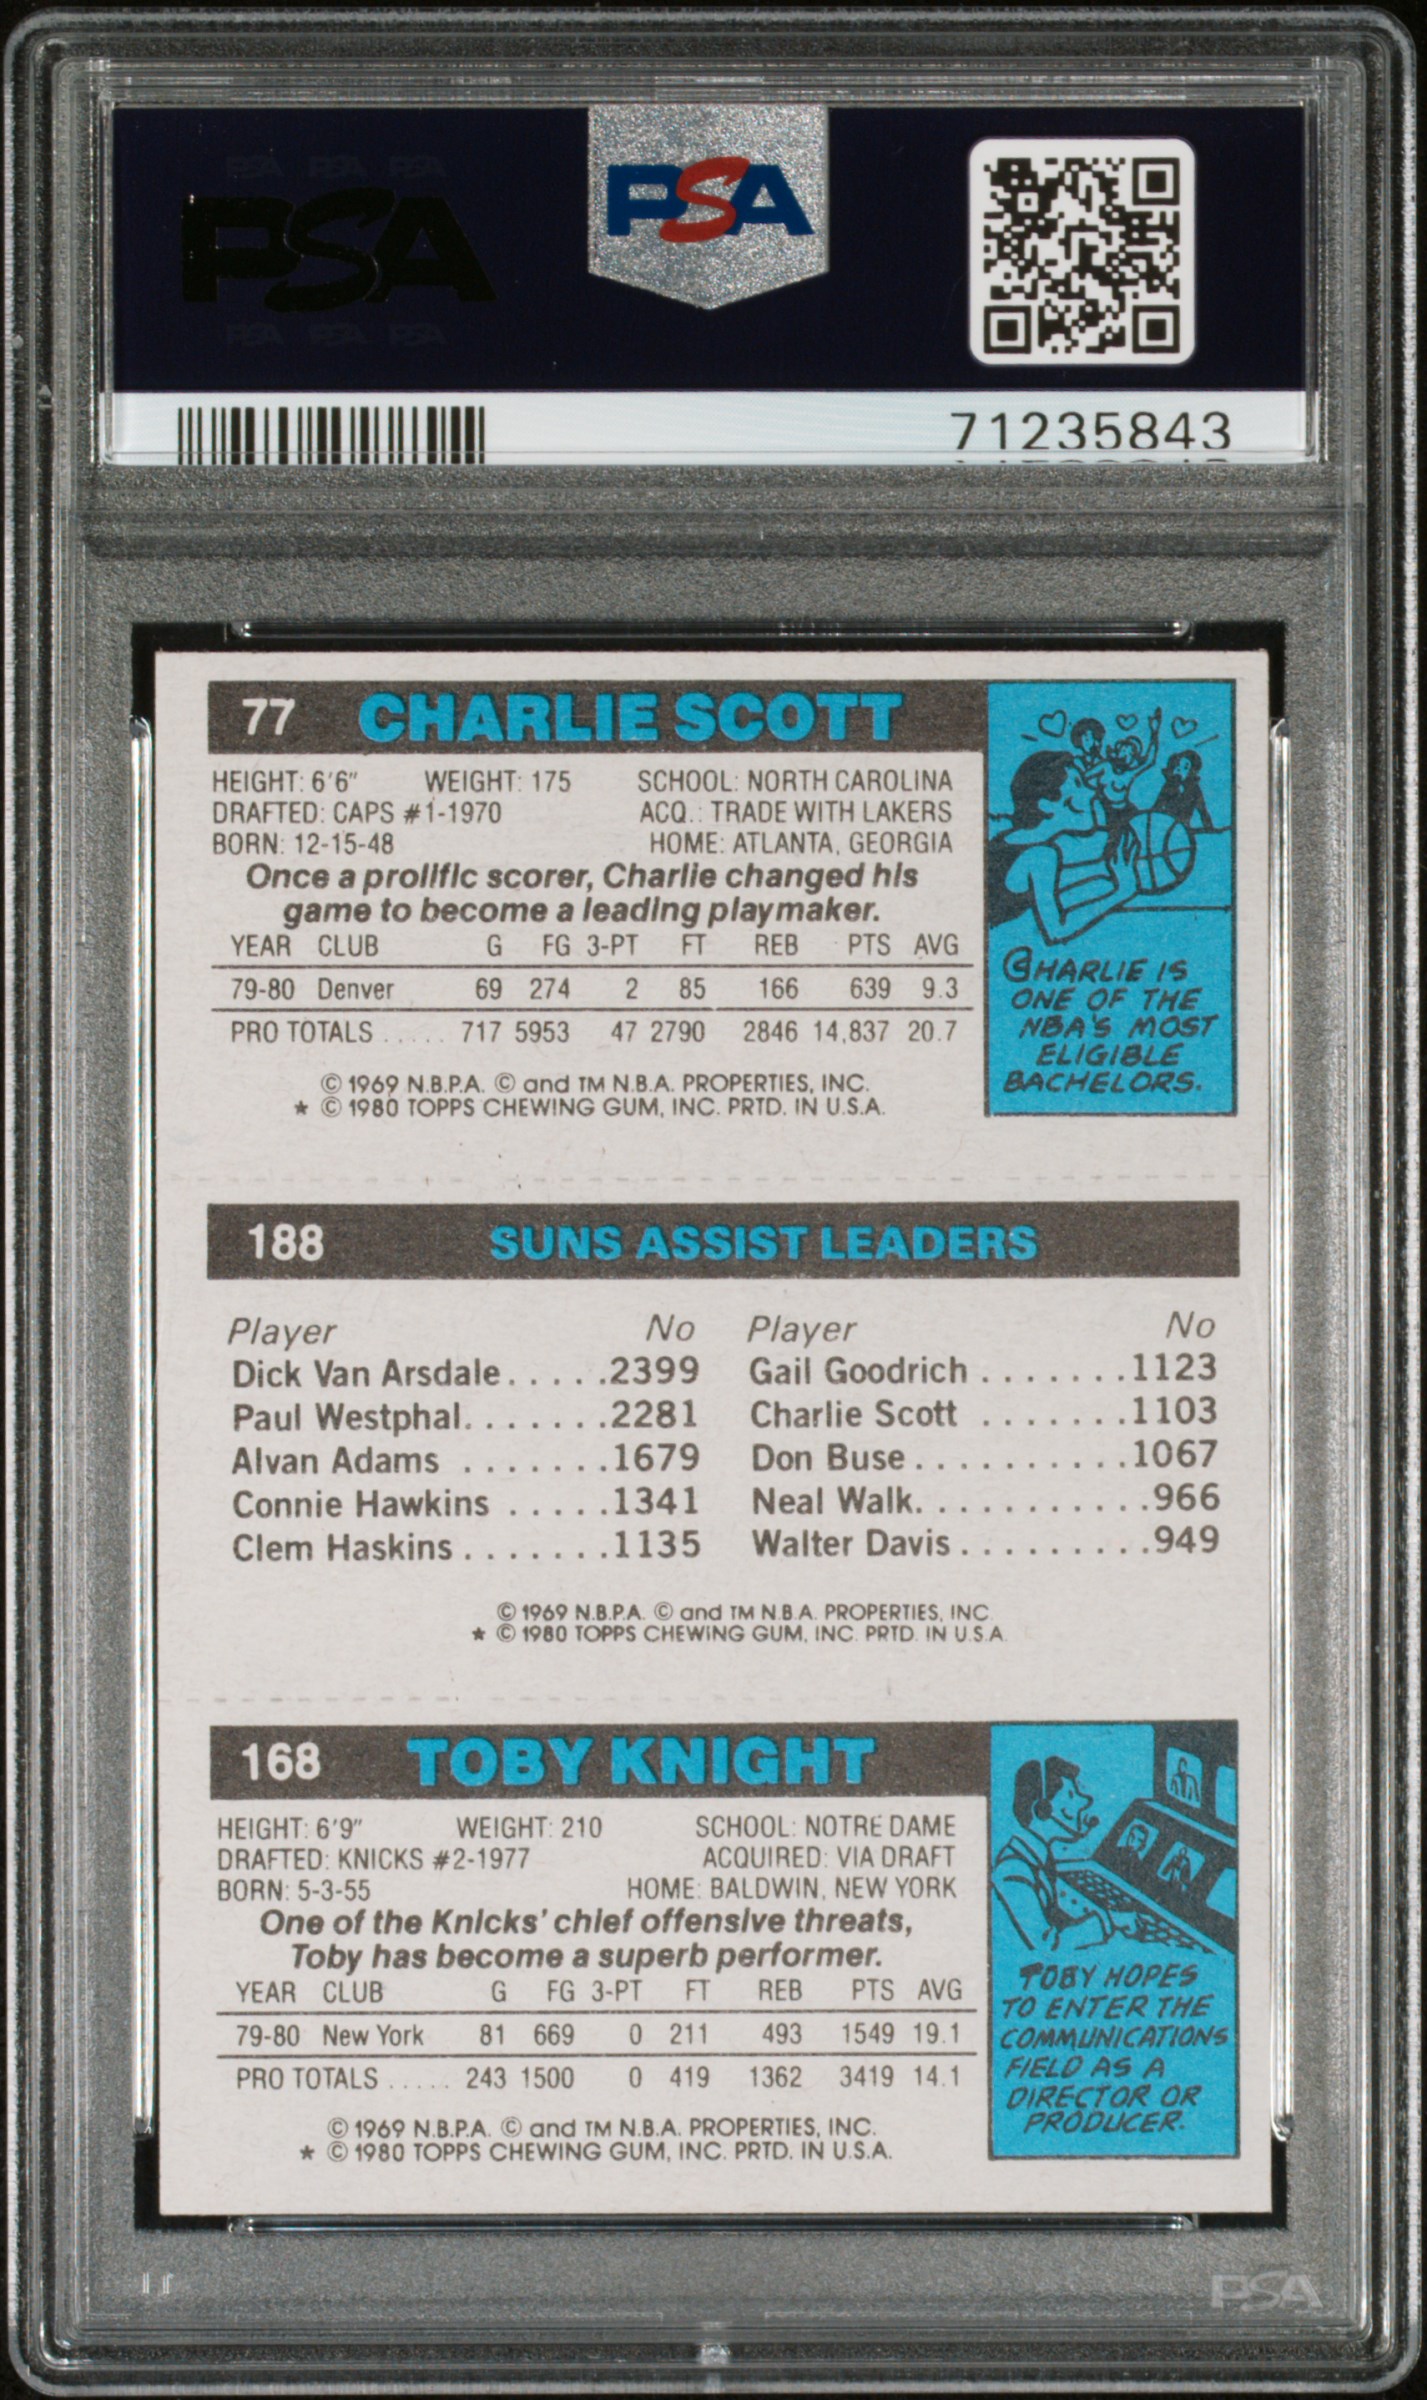 PSA PSA PSA
PSA
PSA PSA PSA
PSA
71235843
77 CHARLIE SCOTT
HEIGHT: 6'6" WEIGHT: 175 SCHOOL: NORTH CAROLINA
DRAFTED: CAPS #1-1970 ACQ.: TRADE WITH LAKERS
BORN: 12-15-48 HOME: ATLANTA, GEORGIA
Once a prolific scorer, Charlie changed his
game to become a leading playmaker.
YEAR CLUB G FG 3-PT FT REB PTS AVG
79-80 Denver 69 274 2 85 166 639 9.3
PRO TOTALS ..... 717 5953 47 2790 2846 14,837 20.7
© 1969 N.B.P.A. © and TM N.B.A. PROPERTIES, INC.
* © 1980 TOPPS CHEWING GUM, INC. PRTD. IN U.S.A.
CHARLIE IS
ONE OF THE
NBA'S MOST
ELIGIBLE
BACHELORS.
188 SUNS ASSIST LEADERS
Player No Player No
Dick Van Arsdale.....2399 Gail Goodrich.......1123
Paul Westphal.......2281 Charlie Scott.......1103
Alvan Adams.......1679 Don Buse..........1067
Connie Hawkins.....1341 Neal Walk...........966
Clem Haskins.......1135 Walter Davis.........949
© 1969 N.B.P.A. © and TM N.B.A. PROPERTIES, INC.
* © 1980 TOPPS CHEWING GUM, INC. PRTD. IN U.S.A.
168 TOBY KNIGHT
HEIGHT: 6'9" WEIGHT: 210 SCHOOL: NOTRE DAME
DRAFTED: KNICKS #2-1977 ACQUIRED: VIA DRAFT
BORN: 5-3-55 HOME: BALDWIN, NEW YORK
One of the Knicks' chief offensive threats,
Toby has become a superb performer.
YEAR CLUB G FG 3-PT FT REB PTS AVG
79-80 New York 81 669 0 211 493 1549 19.1
PRO TOTALS ..... 243 1500 0 419 1362 3419 14.1
© 1969 N.B.P.A. © and TM N.B.A. PROPERTIES, INC.
* © 1980 TOPPS CHEWING GUM, INC. PRTD. IN U.S.A.
TOBY HOPES
TO ENTER THE
COMMUNICATIONS
FIELD AS A
DIRECTOR OR
PRODUCER.
PSA